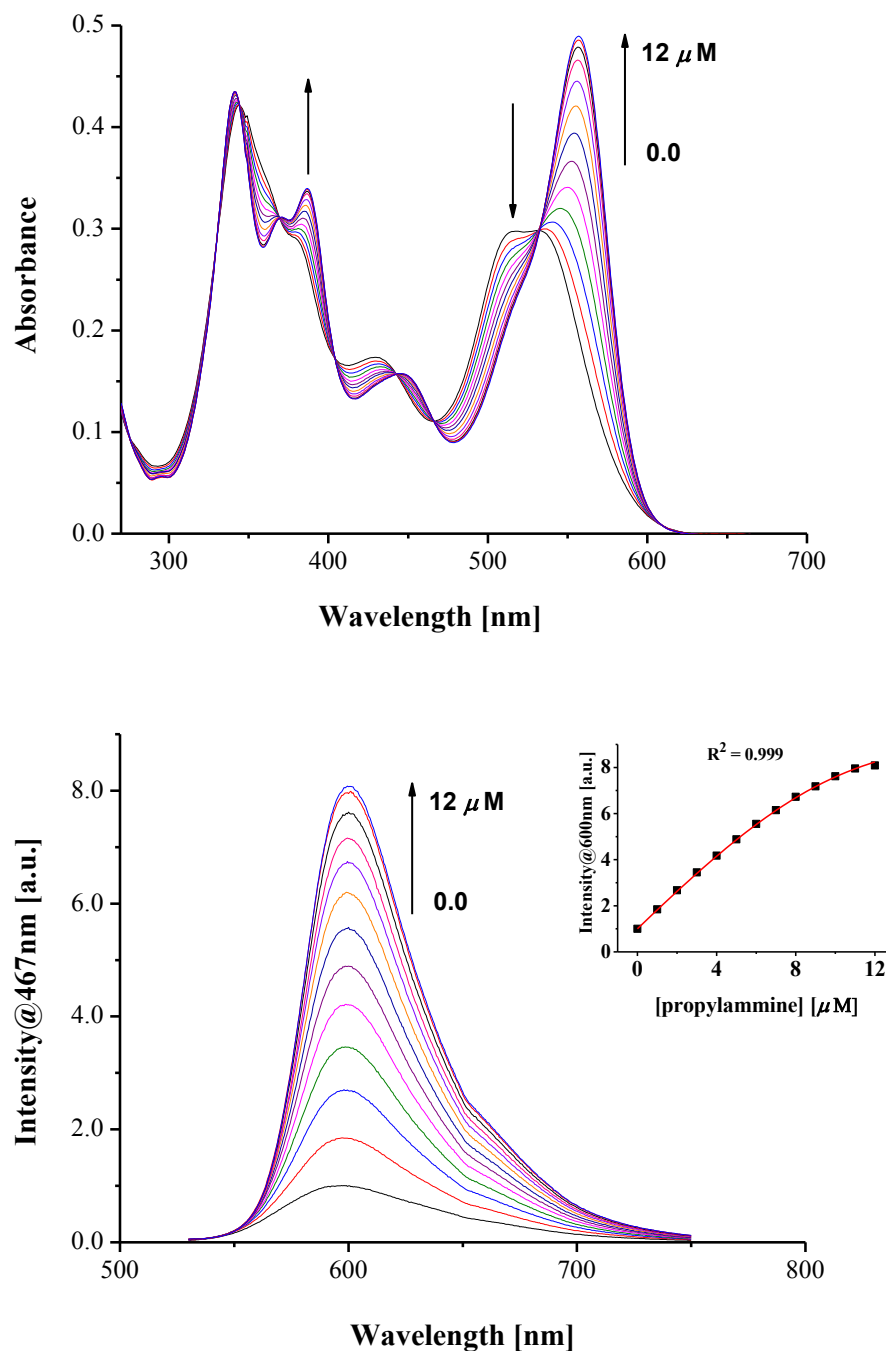 0.5
12 μM
0.4
0.0
0.3
Absorbance
0.2
0.1
0.0
300 400 500 600 700
Wavelength [nm]
R² = 0.999
8
6
4
2
0
Intensity@600nm [a.u.]
0 4 8 12
[propylammine] [μM]
8.0
12 μM
6.0
0.0
4.0
Intensity@467nm [a.u.]
2.0
0.0
500 600 700 800
Wavelength [nm]